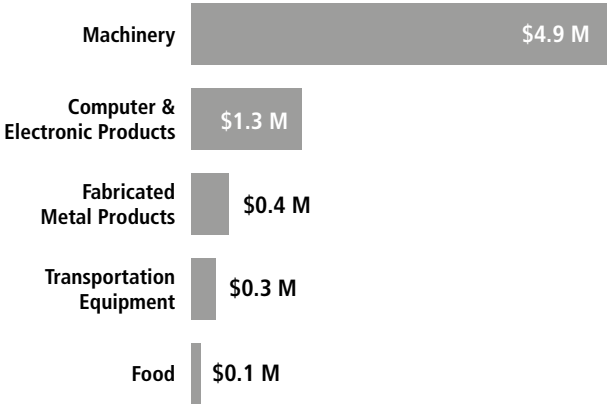 Machinery
$4.9 M
Computer &
Electronic Products
$1.3 M
Fabricated
Metal Products
$0.4 M
Transportation
Equipment
$0.3 M
Food
$0.1 M